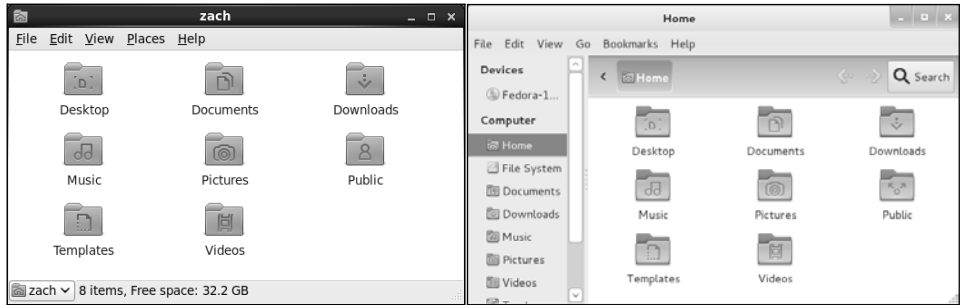 zach
File Edit View Places Help
Desktop Documents Downloads
Music Pictures Public
Templates Videos
zach 8 items, Free space: 32.2 GB
Home
File Edit View Go Bookmarks Help
Devices
Fedora-1...
Computer
Home
File System
Documents
Downloads
Music
Pictures
Videos
Home Search
Desktop Documents Downloads
Music Pictures Public
Templates Videos